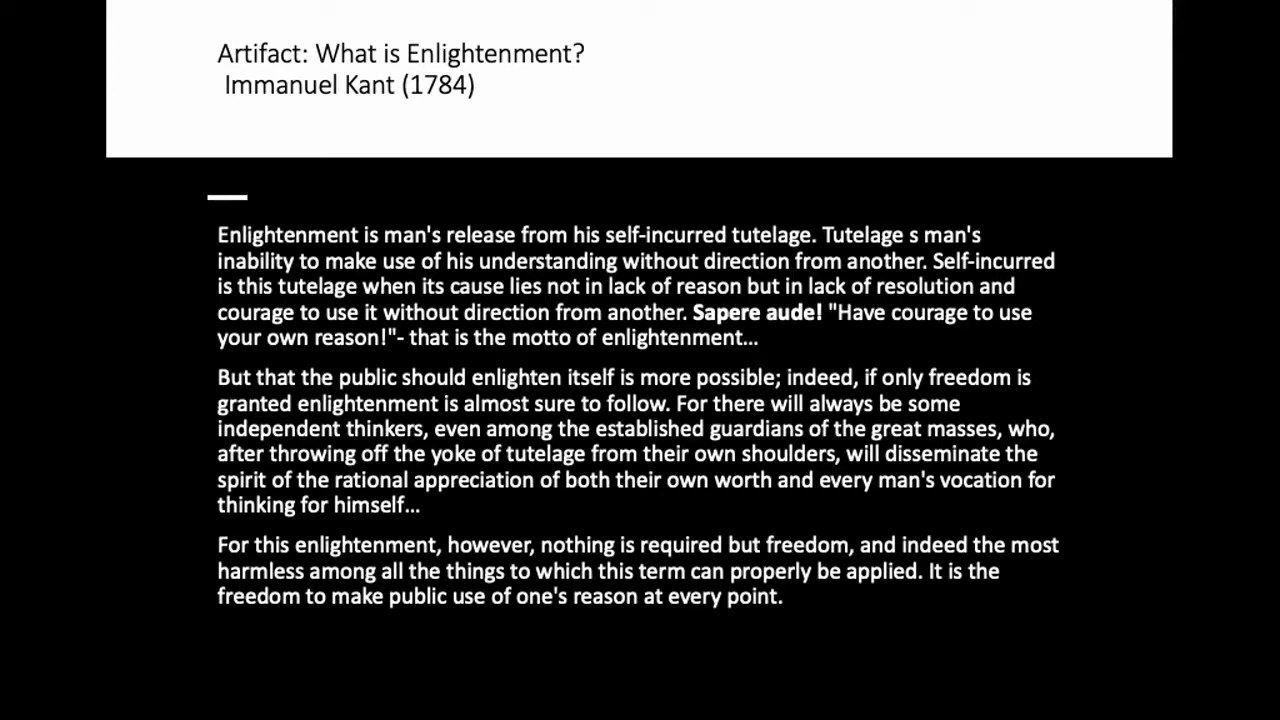 Artifact: What is Enlightenment?
Immanuel Kant (1784)
Enlightenment is man's release from his self-incurred tutelage. Tutelage s man's
inability to make use of his understanding without direction from another. Self-incurred
is this tutelage when its cause lies not in lack of reason but in lack of resolution and
courage to use it without direction from another. Sapere aude! "Have courage to use
your own reason!"- that is the motto of enlightenment...
But that the public should enlighten itself is more possible; indeed, if only freedom is
granted enlightenment is almost sure to follow. For there will always be some
independent thinkers, even among the established guardians of the great masses, who,
after throwing off the yoke of tutelage from their own shoulders, will disseminate the
spirit of the rational appreciation of both their own worth and every man's vocation for
thinking for himself...
For this enlightenment, however, nothing is required but freedom, and indeed the most
harmless among all the things to which this term can properly be applied. It is the
freedom to make public use of one's reason at every point.